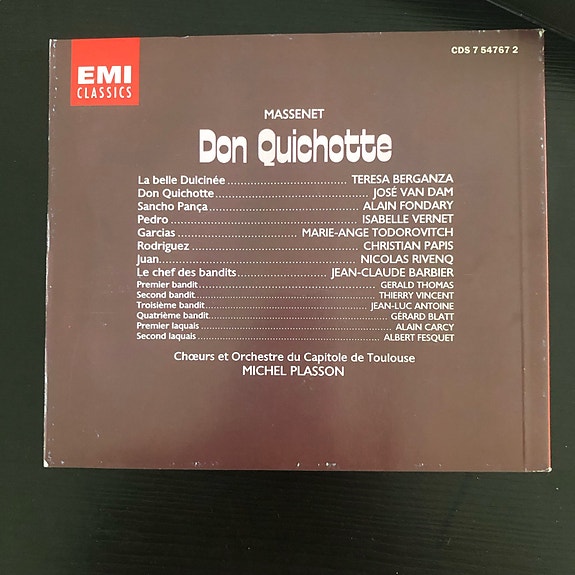 EMI
CLASSICS
CDS 7 54767 2
MASSENET
Don Quichotte
La belle Dulcinée ........................ TERESA BERGANZA
Don Quichotte ........................ JOSÉ VAN DAM
Sancho Pança ........................ ALAIN FONDARY
Pedro ........................ ISABELLE VERNET
Garcias ........................ MARIE-ANGE TODOROVITCH
Rodriguez ........................ CHRISTIAN PAPIS
Juan ........................ NICOLAS RIVENQ
Le chef des bandits ........................ JEAN-CLAUDE BARBIER
Premier bandit ........................ GERALD THOMAS
Second bandit ........................ THIERRY VINCENT
Troisième bandit ........................ JEAN-LUC ANTOINE
Quatrième bandit ........................ GÉRARD BLATT
Premier laquais ........................ ALAIN CARCY
Second laquais ........................ ALBERT FESQUET
Chœurs et Orchestre du Capitole de Toulouse
MICHEL PLASSON